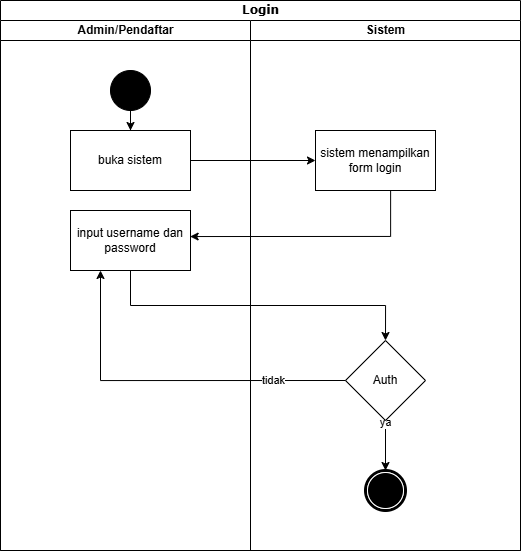 Login
Admin/Pendaftar
Sistem
buka sistem
sistem menampilkan
form login
input username dan
password
Auth
tidak
ya